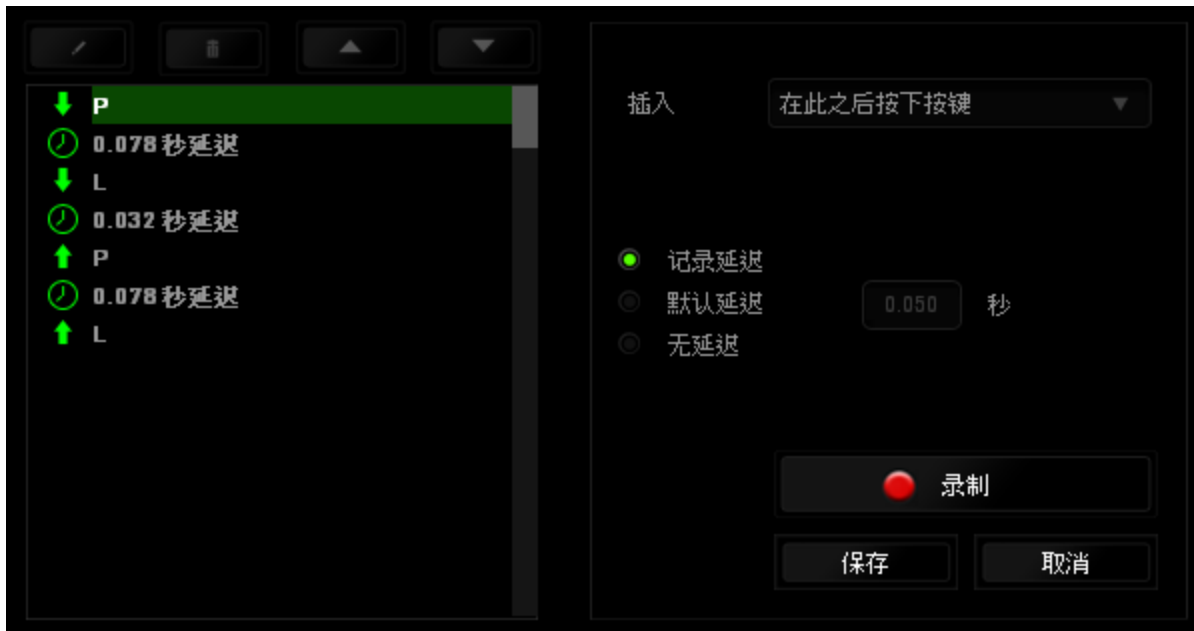 P
0.078 秒延迟
L
0.032 秒延迟
P
0.078 秒延迟
L
插入 在此之后按下按键
记录延迟
默认延迟 0.050 秒
无延迟
录制
保存 取消